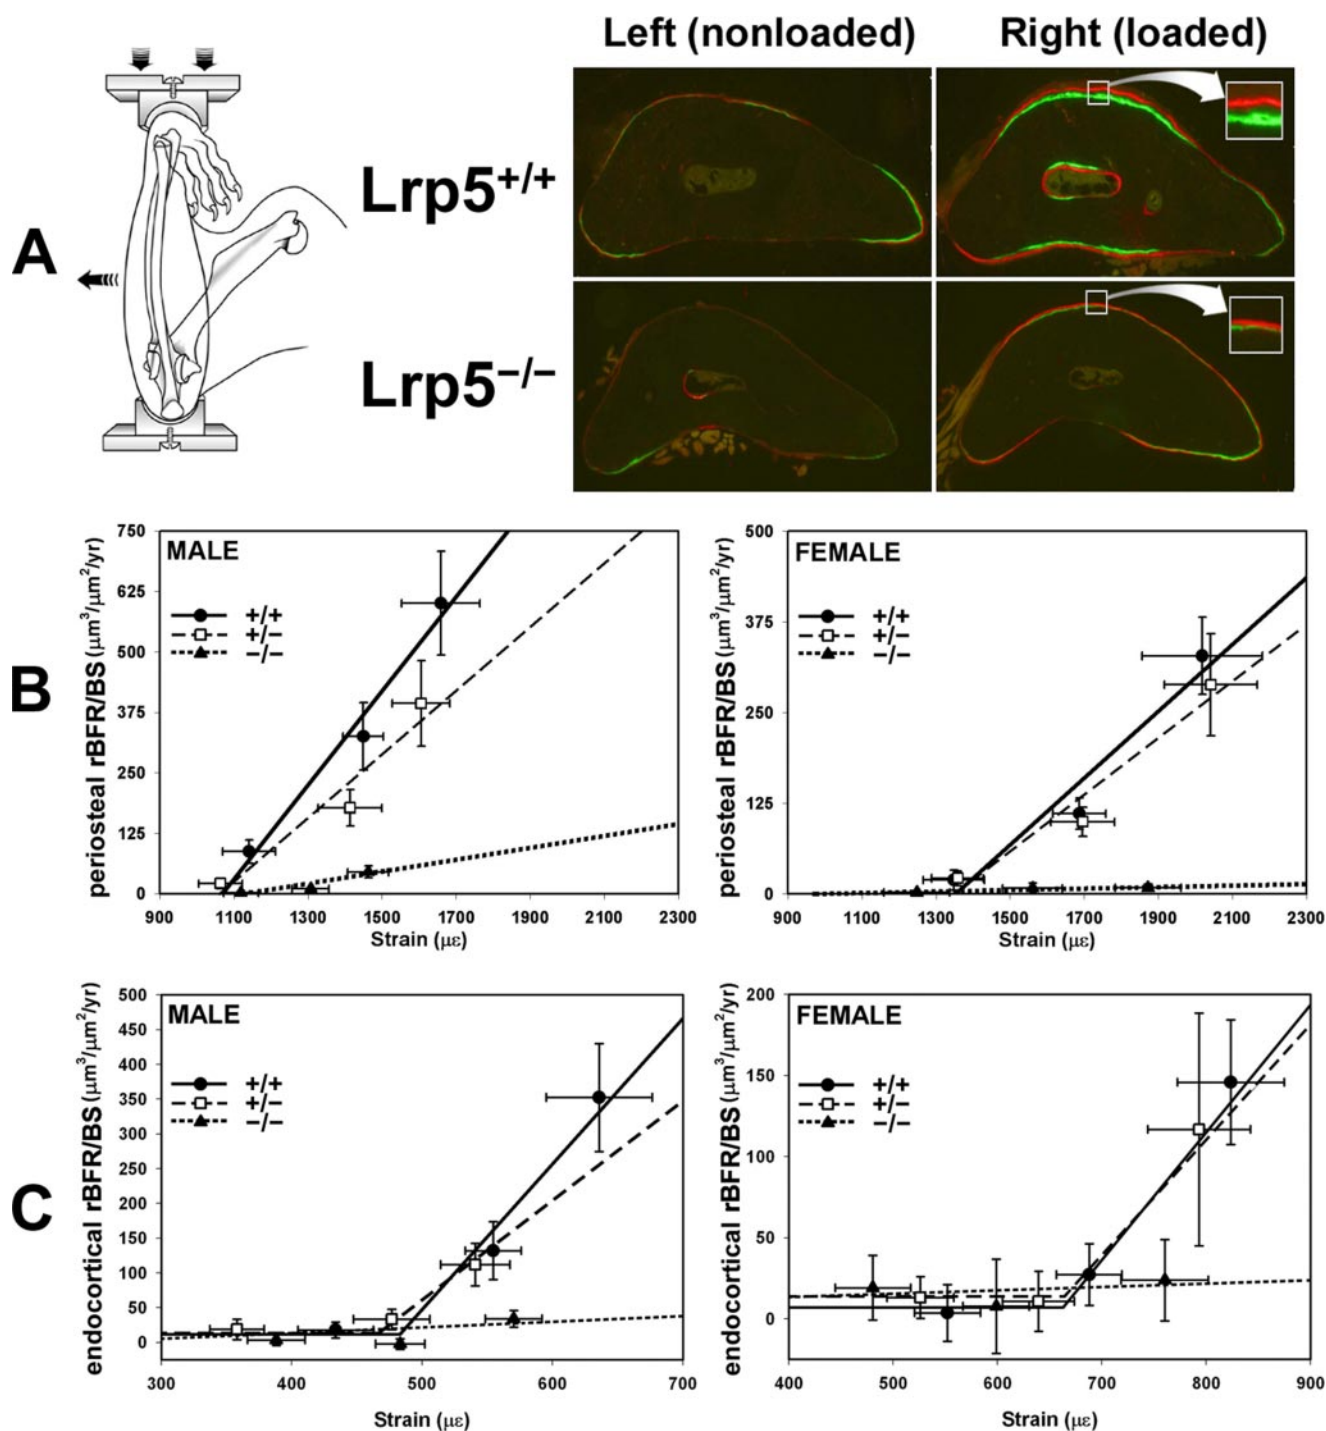 Left (nonloaded) Right (loaded)
A
Lrp5+/+
Lrp5−/−
B
periosteal rBFR/BS (μm³/μm²/yr)
750
625
500
375
250
125
0
MALE
+/+
+/−
−/−
900 1100 1300 1500 1700 1900 2100 2300
Strain (με)
periosteal rBFR/BS (μm³/μm²/yr)
500
375
250
125
0
FEMALE
+/+
+/−
−/−
900 1100 1300 1500 1700 1900 2100 2300
Strain (με)
C
endocortical rBFR/BS (μm³/μm²/yr)
500
450
400
350
300
250
200
150
100
50
0
MALE
+/+
+/−
−/−
300 400 500 600 700
Strain (με)
endocortical rBFR/BS (μm³/μm²/yr)
200
150
100
50
0
FEMALE
+/+
+/−
−/−
400 500 600 700 800 900
Strain (με)